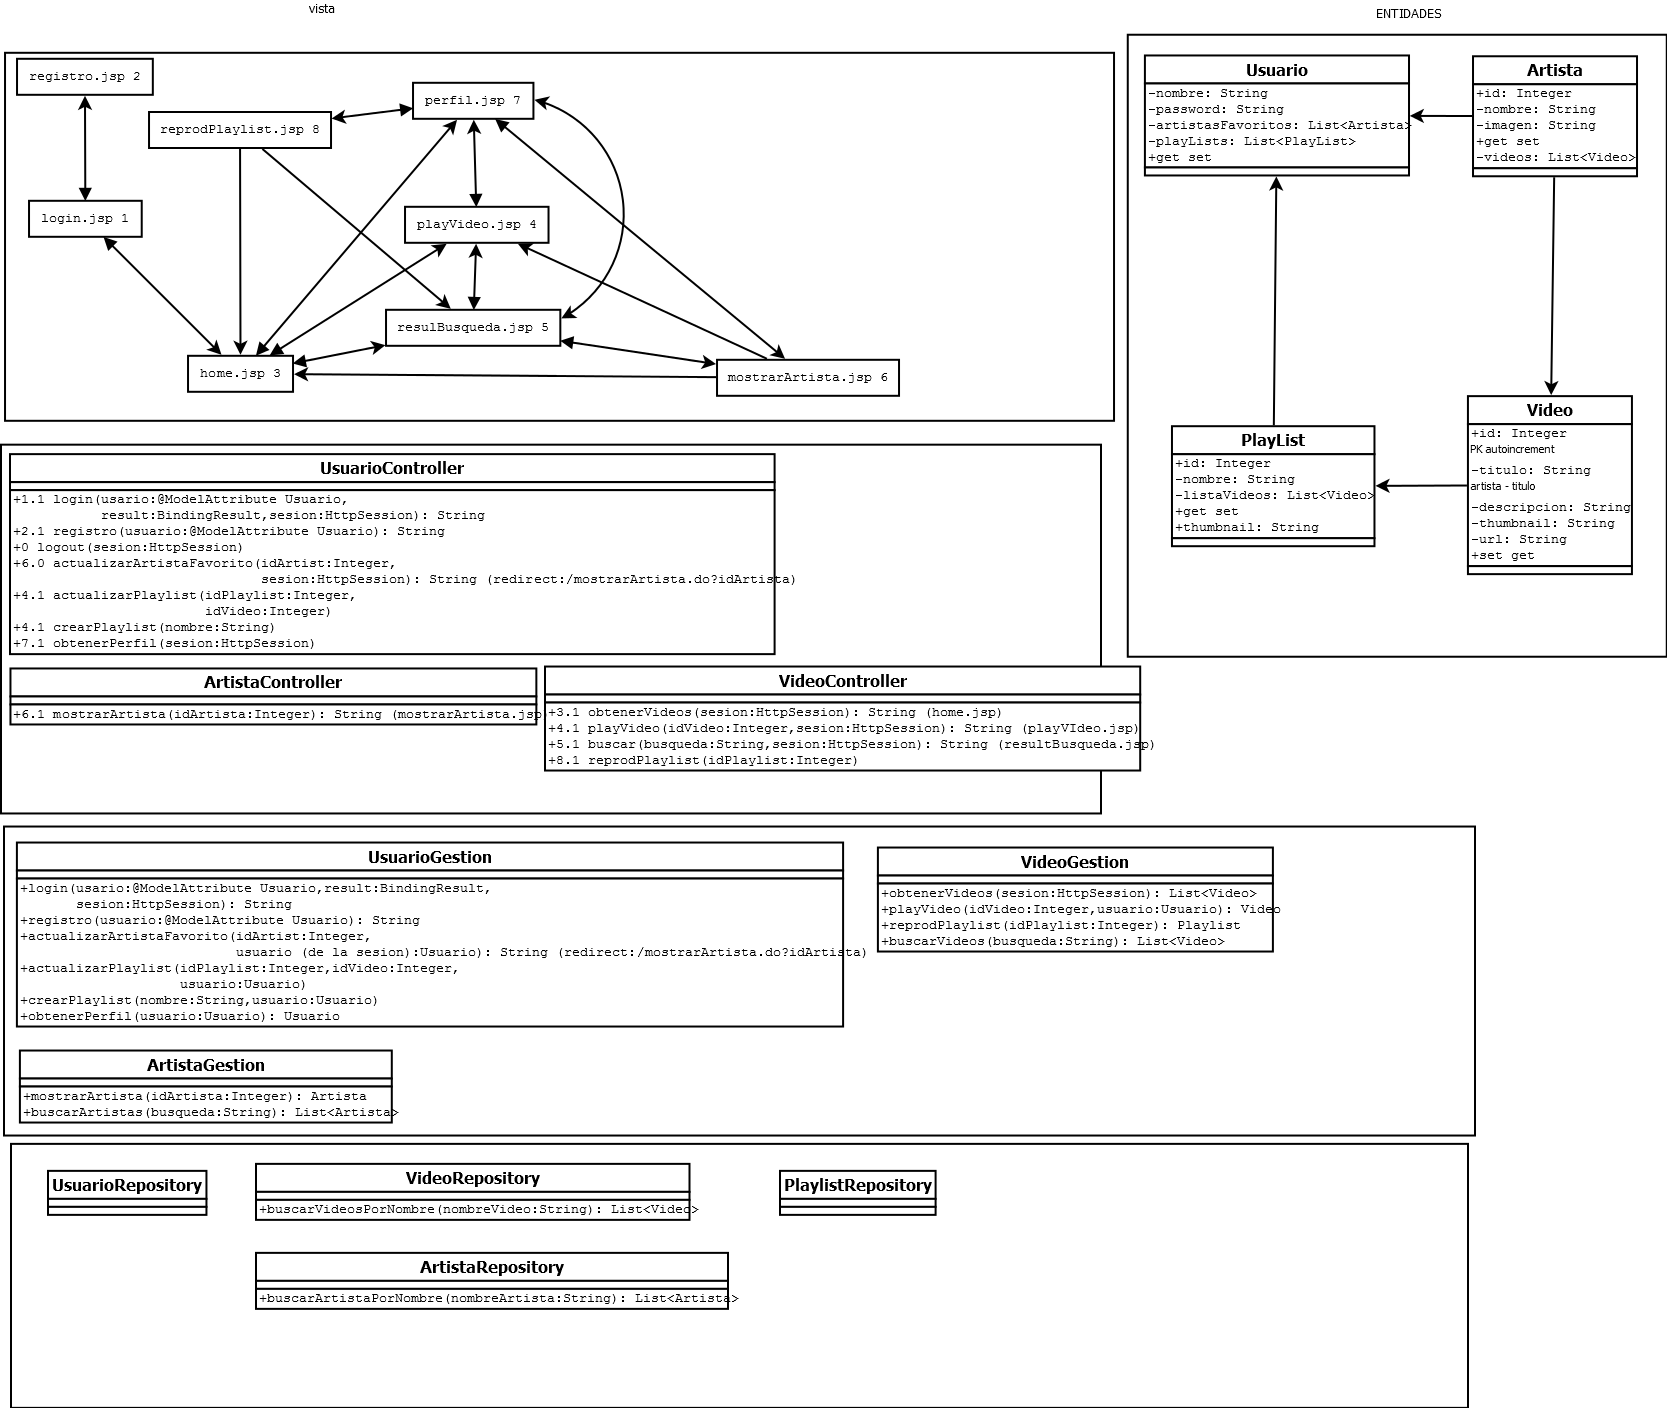 vista
registro.jsp 2
reprodPlaylist.jsp 8
perfil.jsp 7
login.jsp 1
playVideo.jsp 4
resulBusqueda.jsp 5
home.jsp 3
mostrarArtista.jsp 6
ENTIDADES
Usuario
-nombre: String
-password: String
-artistasFavoritos: List<Artista>
-playLists: List<PlayList>
+get set
Artista
+id: Integer
-nombre: String
-imagen: String
+get set
-videos: List<Video>
PlayList
+id: Integer
-nombre: String
-listaVideos: List<Video>
+get set
+thumbnail: String
Video
+id: Integer
PK autoincrement
-titulo: String
artista - titulo
-descripcion: String
-thumbnail: String
-url: String
+set get
UsuarioController
+1.1 login(usario:@ModelAttribute Usuario,
result:BindingResult,sesion:HttpSession): String
+2.1 registro(usuario:@ModelAttribute Usuario): String
+0 logout(sesion:HttpSession)
+6.0 actualizarArtistaFavorito(idArtist:Integer,
sesion:HttpSession): String (redirect:/mostrarArtista.do?idArtista)
+4.1 actualizarPlaylist(idPlaylist:Integer,
idVideo:Integer)
+4.1 crearPlaylist(nombre:String)
+7.1 obtenerPerfil(sesion:HttpSession)
ArtistaController
+6.1 mostrarArtista(idArtista:Integer): String (mostrarArtista.jsp
VideoController
+3.1 obtenerVideos(sesion:HttpSession): String (home.jsp)
+4.1 playVideo(idVideo:Integer,sesion:HttpSession): String (playVIdeo.jsp)
+5.1 buscar(busqueda:String,sesion:HttpSession): String (resultBusqueda.jsp)
+8.1 reprodPlaylist(idPlaylist:Integer)
UsuarioGestion
+login(usario:@ModelAttribute Usuario,result:BindingResult,
sesion:HttpSession): String
+registro(usuario:@ModelAttribute Usuario): String
+actualizarArtistaFavorito(idArtist:Integer,
usuario (de la sesion):Usuario): String (redirect:/mostrarArtista.do?idArtista)
+actualizarPlaylist(idPlaylist:Integer,idVideo:Integer,
usuario:Usuario)
+crearPlaylist(nombre:String,usuario:Usuario)
+obtenerPerfil(usuario:Usuario): Usuario
VideoGestion
+obtenerVideos(sesion:HttpSession): List<Video>
+playVideo(idVideo:Integer,usuario:Usuario): Video
+reprodPlaylist(idPlaylist:Integer): Playlist
+buscarVideos(busqueda:String): List<Video>
ArtistaGestion
+mostrarArtista(idArtista:Integer): Artista
+buscarArtistas(busqueda:String): List<Artista>
UsuarioRepository
VideoRepository
+buscarVideosPorNombre(nombreVideo:String): List<Video>
PlaylistRepository
ArtistaRepository
+buscarArtistaPorNombre(nombreArtista:String): List<Artista>